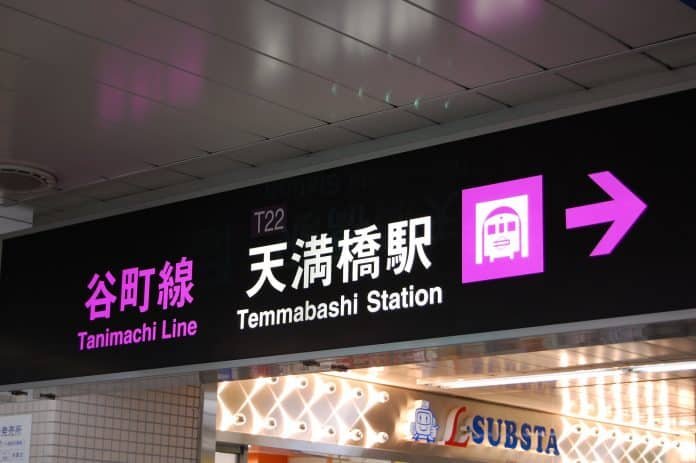 T22
谷町線 天満橋駅
Tanimachi Line Temmabashi Station
L-SUBSTA